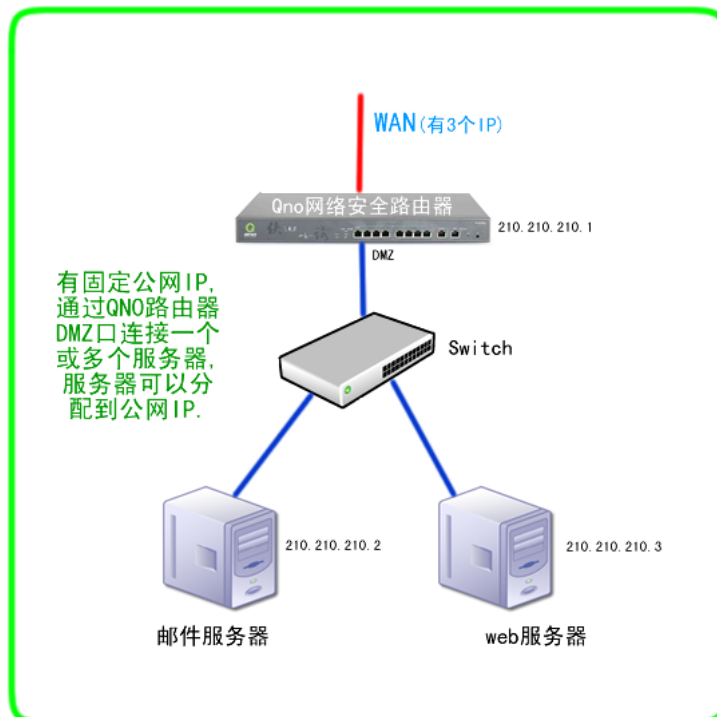 WAN(有3个IP)
Qno网络安全路由器
210.210.210.1
DMZ
有固定公网IP,
通过QNO路由器
DMZ口连接一个
或多个服务器,
服务器可以分
配到公网IP.
Switch
210.210.210.2
210.210.210.3
邮件服务器
web服务器